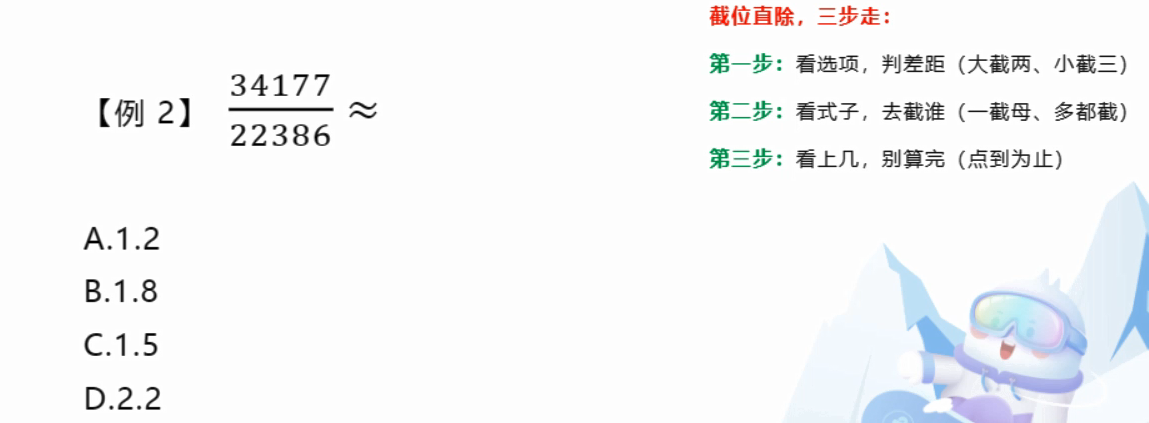 截位直除，三步走：
第一步：看选项，判差距（大截两、小截三）
第二步：看式子，去截谁（一截母、多都截）
第三步：看上几，别算完（点到为止）
【例 2】 34177/22386 ≈
A.1.2
B.1.8
C.1.5
D.2.2